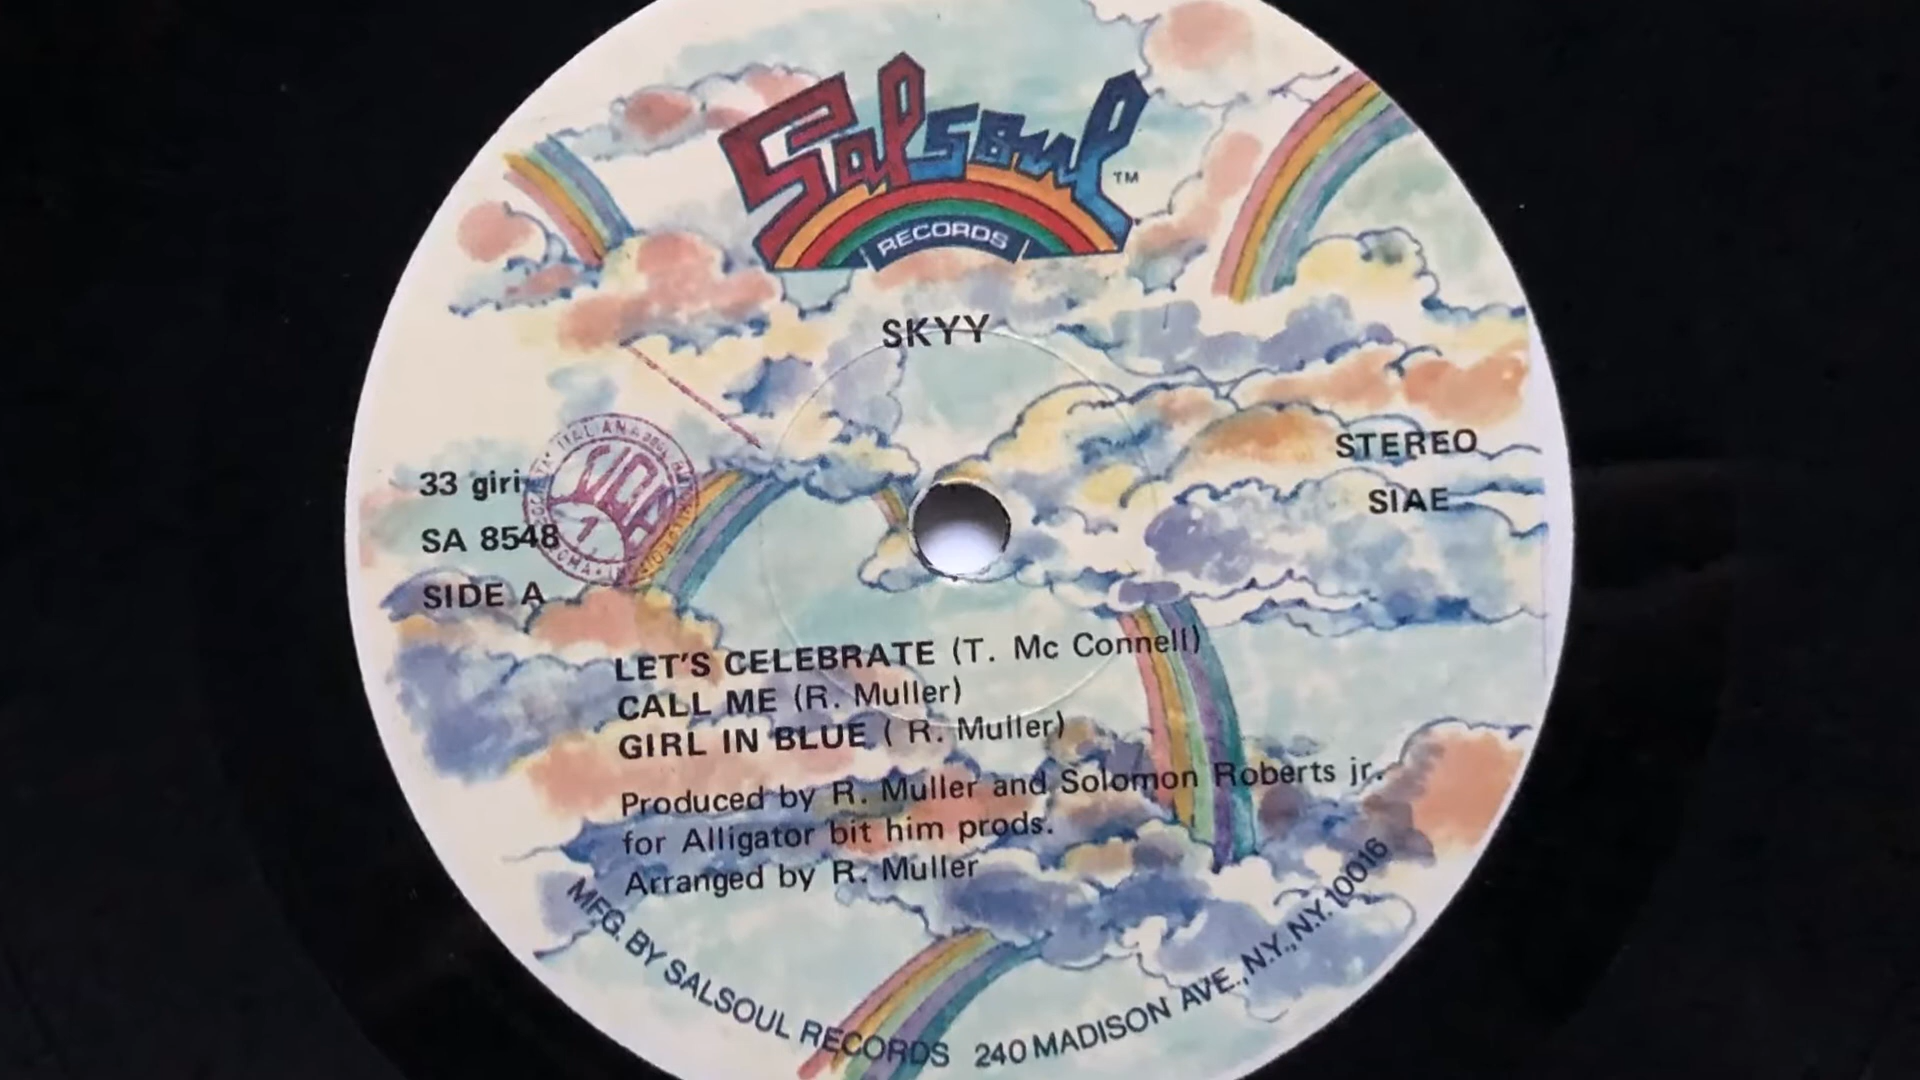 Salsoul TM
RECORDS
SKYY
33 giri
SA 8548
SIDE A
STEREO
SIAE
LET'S CELEBRATE (T. Mc Connell)
CALL ME (R. Muller)
GIRL IN BLUE ( R. Muller)
Produced by R. Muller and Solomon Roberts jr.
for Alligator bit him prods.
Arranged by R. Muller
MFG. BY SALSOUL RECORDS 240 MADISON AVE., N.Y., N.Y. 10016